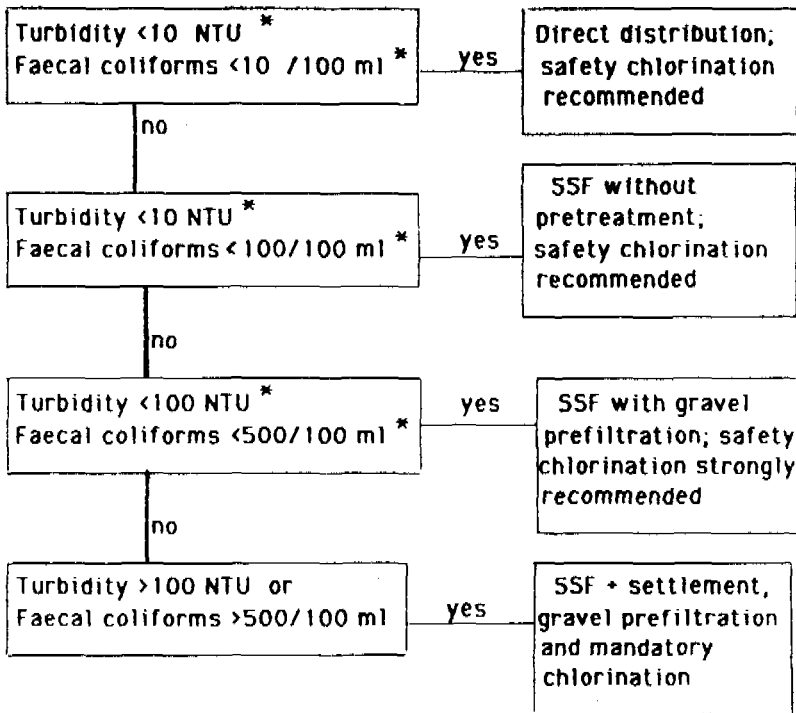 Turbidity <10 NTU *
Faecal coliforms <10 /100 ml *
yes
Direct distribution;
safety chlorination
recommended
no
Turbidity <10 NTU *
Faecal coliforms <100/100 ml *
yes
SSF without
pretreatment;
safety chlorination
recommended
no
Turbidity <100 NTU *
Faecal coliforms <500/100 ml *
yes
SSF with gravel
prefiltration; safety
chlorination strongly
recommended
no
Turbidity >100 NTU or
Faecal coliforms >500/100 ml
yes
SSF + settlement,
gravel prefiltration
and mandatory
chlorination